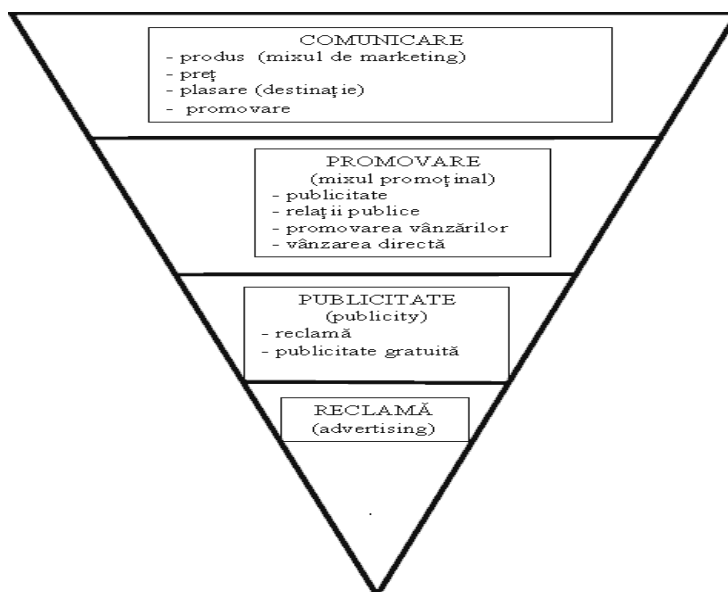 COMUNICARE
- produs (mixul de marketing)
- preţ
- plasare (destinaţie)
- promovare
PROMOVARE
(mixul promoţinal)
- publicitate
- relaţii publice
- promovarea vânzărilor
- vânzarea directă
PUBLICITATE
(publicity)
- reclamă
- publicitate gratuită
RECLAMĂ
(advertising)
.